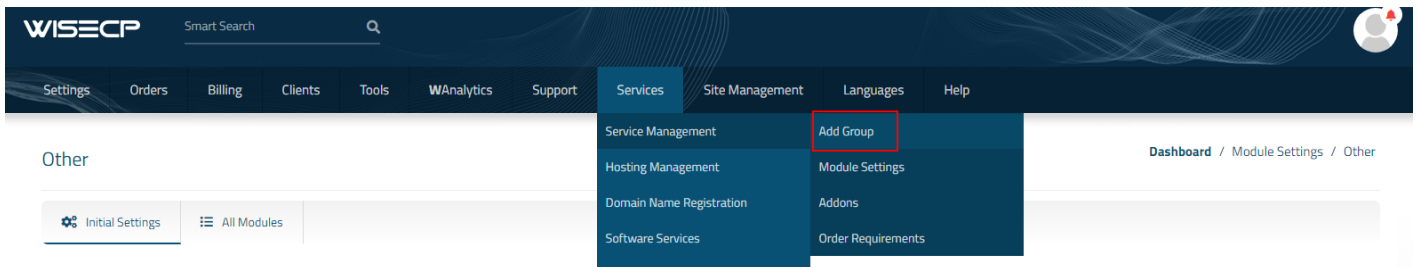 WISECP Smart Search
Settings Orders Billing Clients Tools WAnalytics Support Services Site Management Languages Help
Service Management Add Group
Other Dashboard / Module Settings / Other
Hosting Management Module Settings
Domain Name Registration Addons
Initial Settings All Modules
Software Services Order Requirements